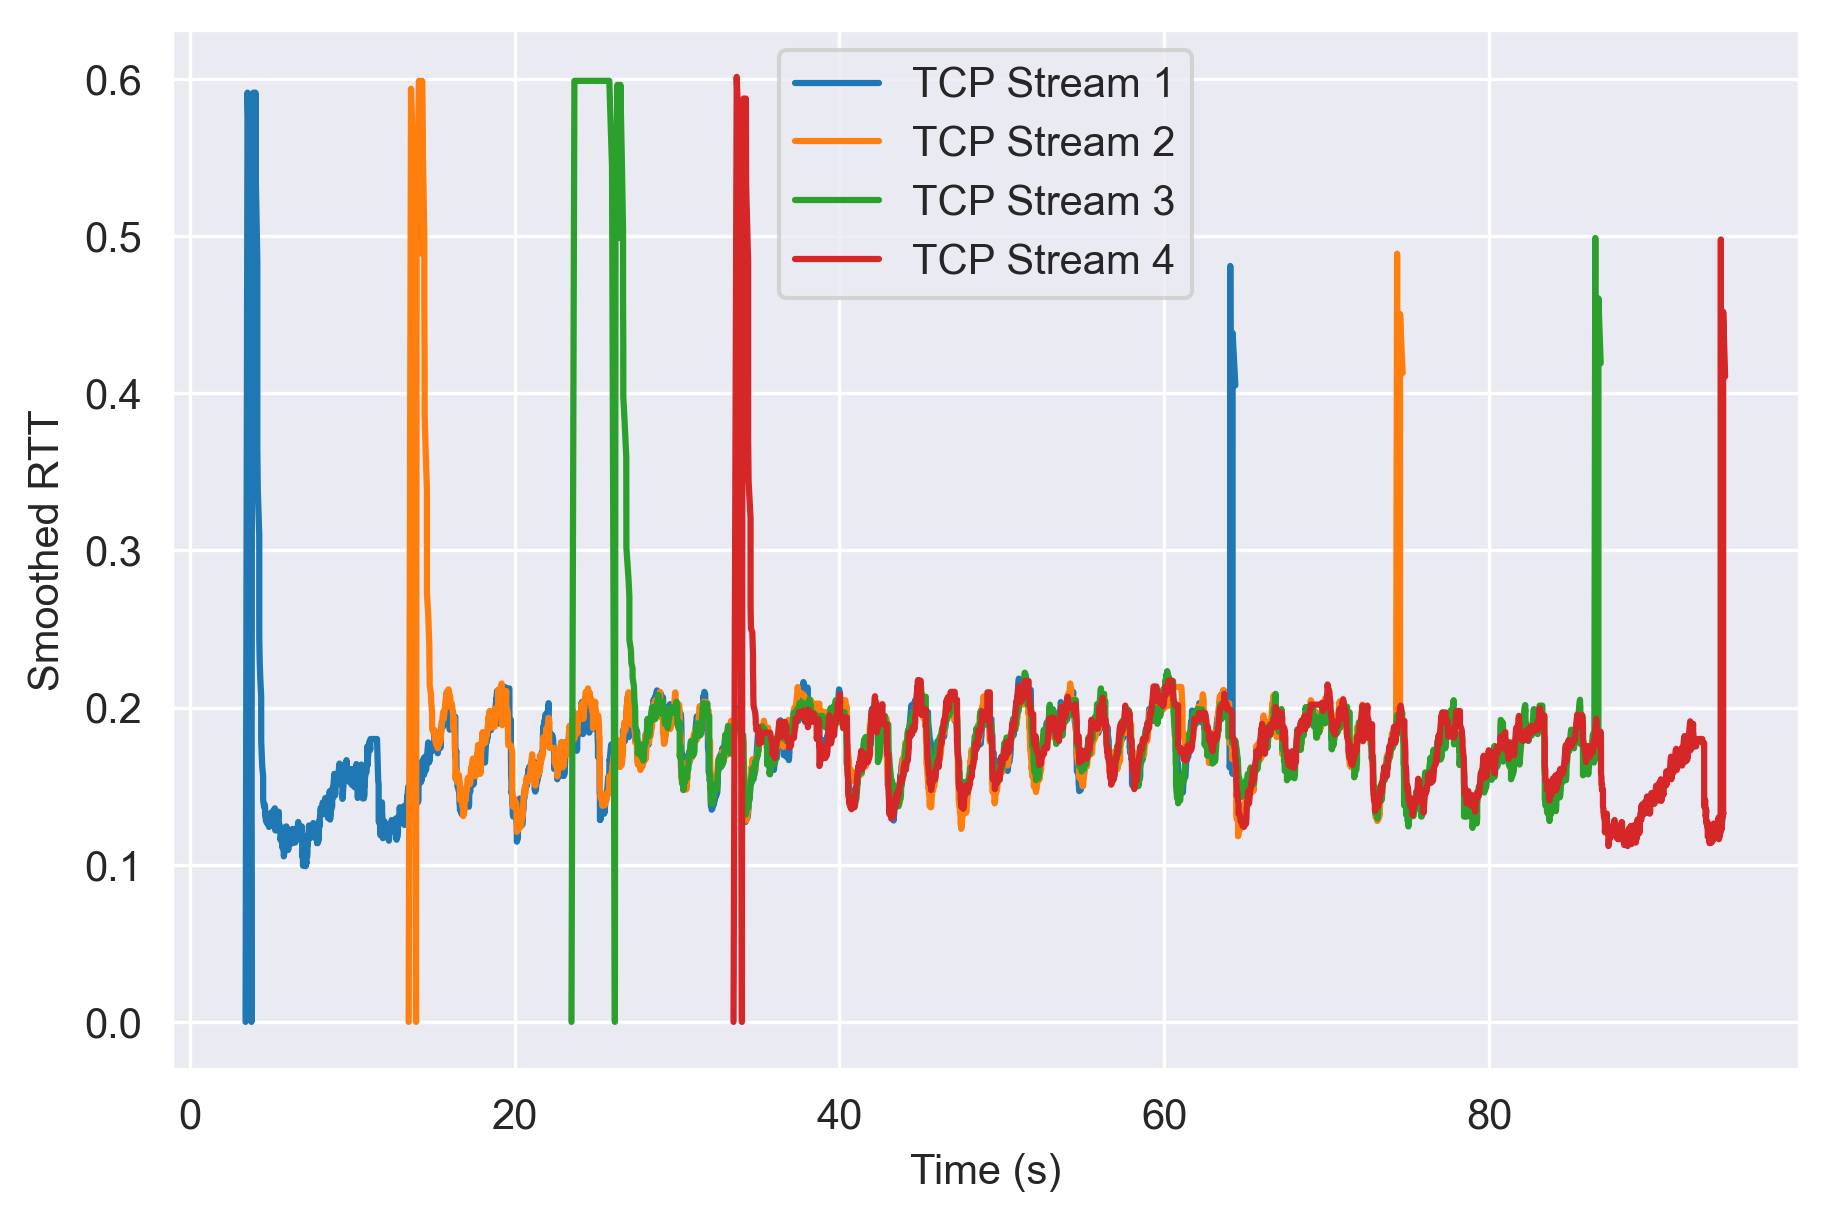 TCP Stream 1
TCP Stream 2
TCP Stream 3
TCP Stream 4
Smoothed RTT
0.6
0.5
0.4
0.3
0.2
0.1
0.0
0 20 40 60 80
Time (s)